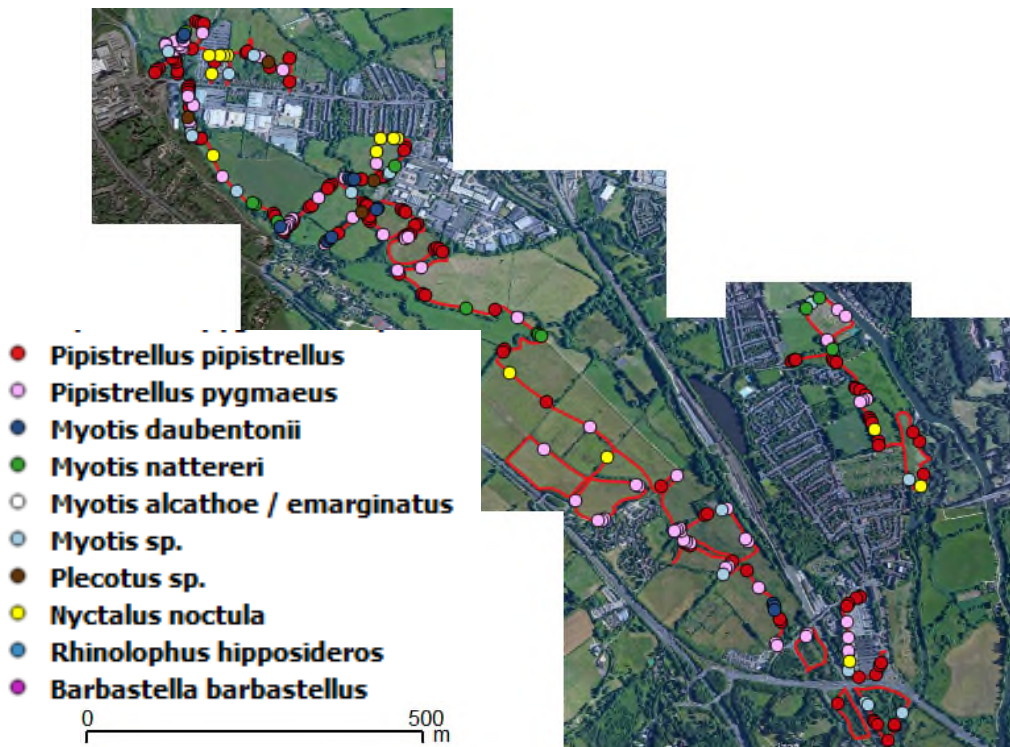 Pipistrellus pipistrellus
Pipistrellus pygmaeus
Myotis daubentonii
Myotis nattereri
Myotis alcathoe / emarginatus
Myotis sp.
Plecotus sp.
Nyctalus noctula
Rhinolophus hipposideros
Barbastella barbastellus
0 500
m